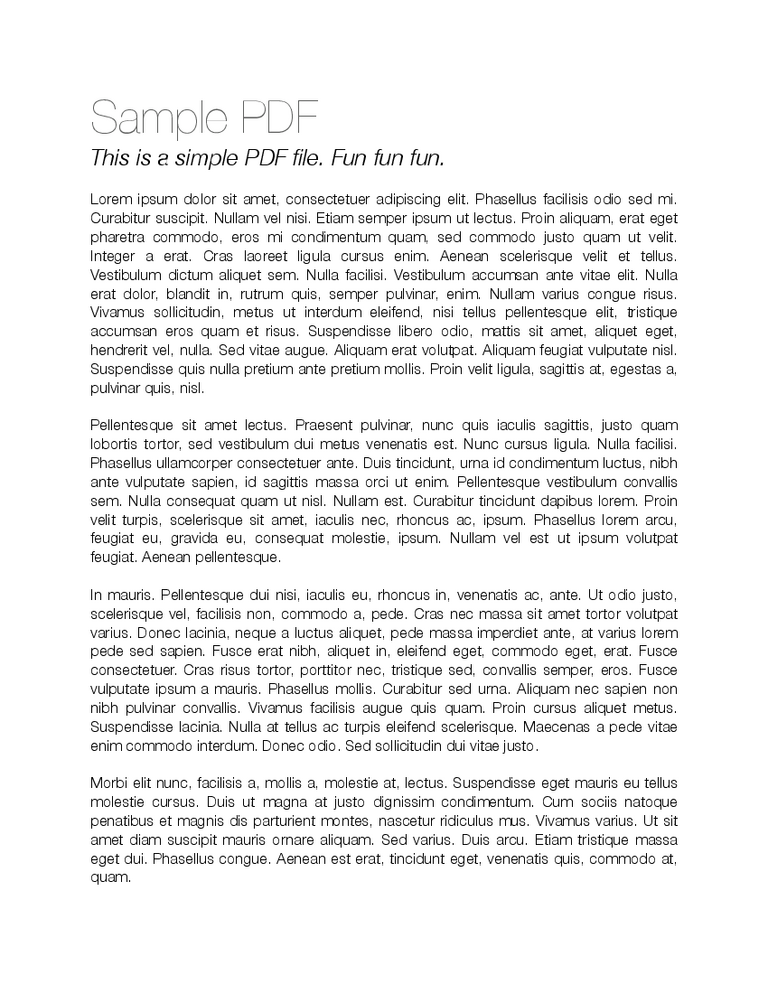 Sample PDF
This is a simple PDF file. Fun fun fun.
Lorem ipsum dolor sit amet, consectetuer adipiscing elit. Phasellus facilisis odio sed mi.
Curabitur suscipit. Nullam vel nisi. Etiam semper ipsum ut lectus. Proin aliquam, erat eget
pharetra commodo, eros mi condimentum quam, sed commodo justo quam ut velit.
Integer a erat. Cras laoreet ligula cursus enim. Aenean scelerisque velit et tellus.
Vestibulum dictum aliquet sem. Nulla facilisi. Vestibulum accumsan ante vitae elit. Nulla
erat dolor, blandit in, rutrum quis, semper pulvinar, enim. Nullam varius congue risus.
Vivamus sollicitudin, metus ut interdum eleifend, nisi tellus pellentesque elit, tristique
accumsan eros quam et risus. Suspendisse libero odio, mattis sit amet, aliquet eget,
hendrerit vel, nulla. Sed vitae augue. Aliquam erat volutpat. Aliquam feugiat vulputate nisl.
Suspendisse quis nulla pretium ante pretium mollis. Proin velit ligula, sagittis at, egestas a,
pulvinar quis, nisl.
Pellentesque sit amet lectus. Praesent pulvinar, nunc quis iaculis sagittis, justo quam
lobortis tortor, sed vestibulum dui metus venenatis est. Nunc cursus ligula. Nulla facilisi.
Phasellus ullamcorper consectetuer ante. Duis tincidunt, urna id condimentum luctus, nibh
ante vulputate sapien, id sagittis massa orci ut enim. Pellentesque vestibulum convallis
sem. Nulla consequat quam ut nisl. Nullam est. Curabitur tincidunt dapibus lorem. Proin
velit turpis, scelerisque sit amet, iaculis nec, rhoncus ac, ipsum. Phasellus lorem arcu,
feugiat eu, gravida eu, consequat molestie, ipsum. Nullam vel est ut ipsum volutpat
feugiat. Aenean pellentesque.
In mauris. Pellentesque dui nisi, iaculis eu, rhoncus in, venenatis ac, ante. Ut odio justo,
scelerisque vel, facilisis non, commodo a, pede. Cras nec massa sit amet tortor volutpat
varius. Donec lacinia, neque a luctus aliquet, pede massa imperdiet ante, at varius lorem
pede sed sapien. Fusce erat nibh, aliquet in, eleifend eget, commodo eget, erat. Fusce
consectetuer. Cras risus tortor, porttitor nec, tristique sed, convallis semper, eros. Fusce
vulputate ipsum a mauris. Phasellus mollis. Curabitur sed urna. Aliquam nec sapien non
nibh pulvinar convallis. Vivamus facilisis augue quis quam. Proin cursus aliquet metus.
Suspendisse lacinia. Nulla at tellus ac turpis eleifend scelerisque. Maecenas a pede vitae
enim commodo interdum. Donec odio. Sed sollicitudin dui vitae justo.
Morbi elit nunc, facilisis a, mollis a, molestie at, lectus. Suspendisse eget mauris eu tellus
molestie cursus. Duis ut magna at justo dignissim condimentum. Cum sociis natoque
penatibus et magnis dis parturient montes, nascetur ridiculus mus. Vivamus varius. Ut sit
amet diam suscipit mauris ornare aliquam. Sed varius. Duis arcu. Etiam tristique massa
eget dui. Phasellus congue. Aenean est erat, tincidunt eget, venenatis quis, commodo at,
quam.